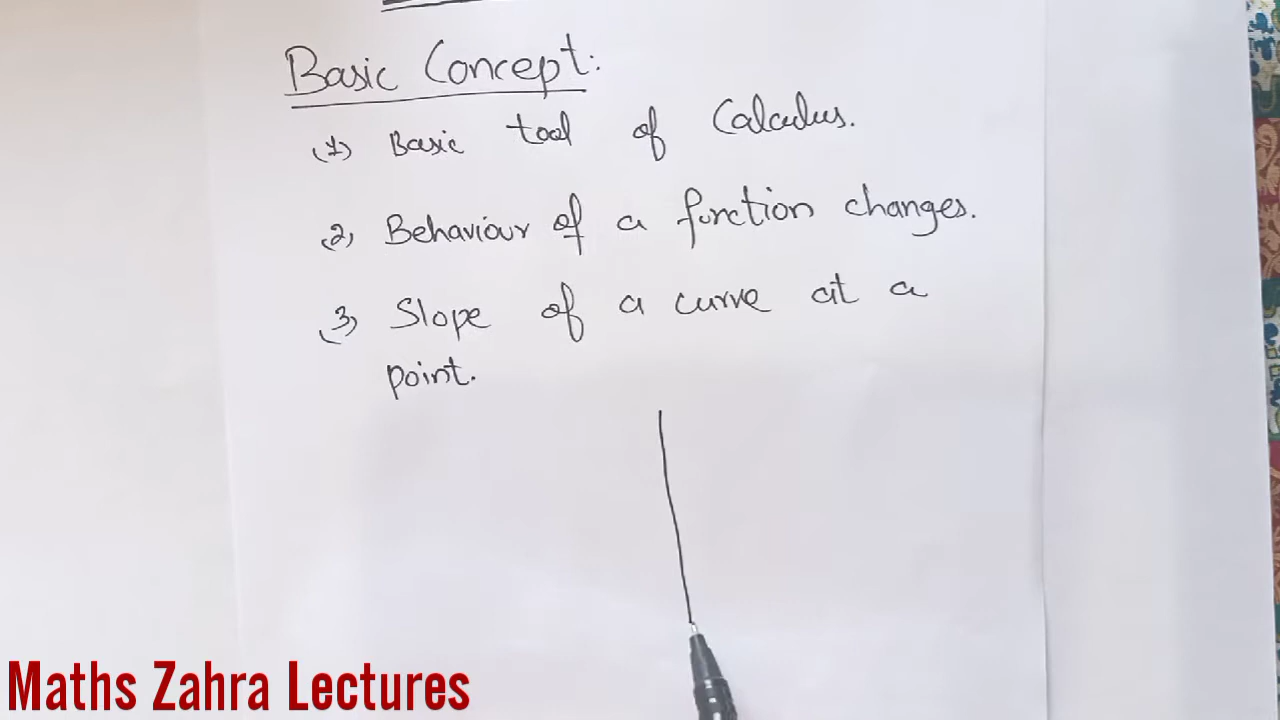 Basic Concept:
(1) Basic tool of Calculus.
(2) Behaviour of a function changes.
(3) Slope of a curve at a
point.
Maths Zahra Lectures